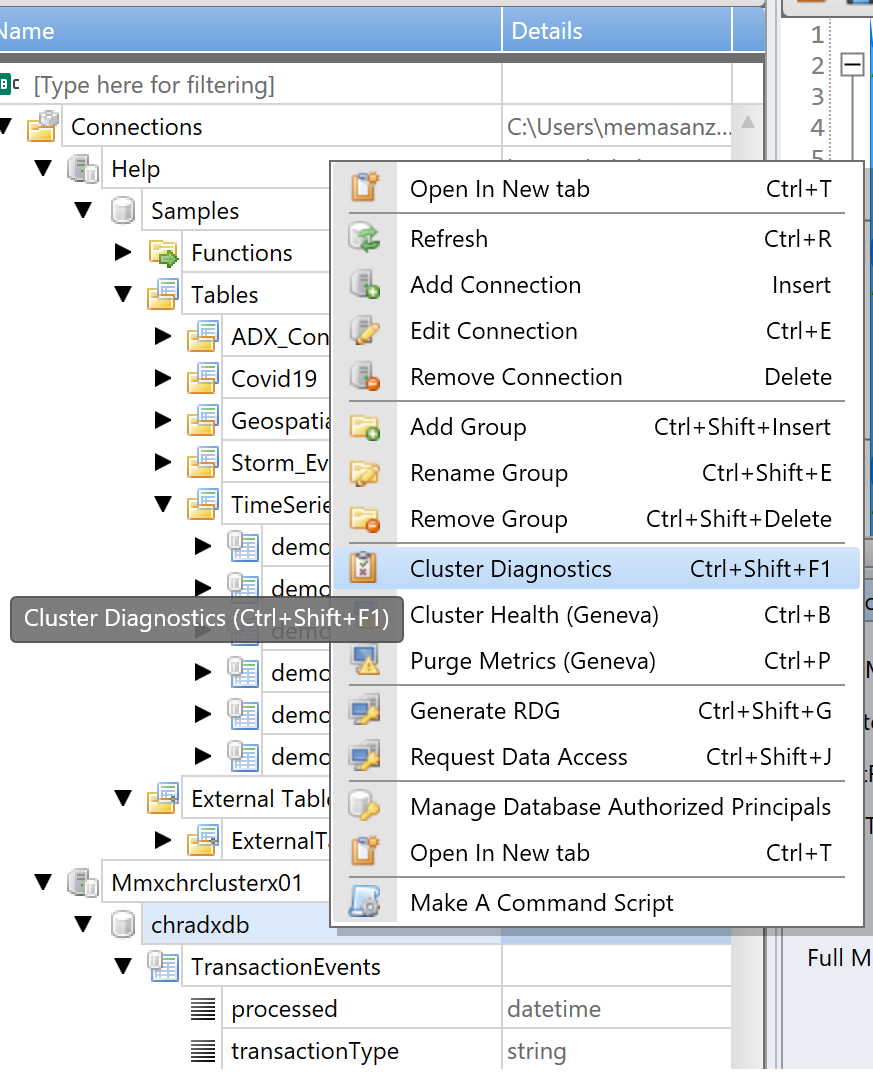 Name Details
[Type here for filtering]
Connections C:\Users\memasanz...
Help
Samples
Functions
Tables
ADX_Con
Covid19
Geospatia
Storm_Ev
TimeSerie
demo
demo
demo
demo
demo
demo
External Table
ExternalTa
Mmxchrclusterx01
chradxdb
TransactionEvents
processed datetime
transactionType string
Cluster Diagnostics (Ctrl+Shift+F1)
Open In New tab Ctrl+T
Refresh Ctrl+R
Add Connection Insert
Edit Connection Ctrl+E
Remove Connection Delete
Add Group Ctrl+Shift+Insert
Rename Group Ctrl+Shift+E
Remove Group Ctrl+Shift+Delete
Cluster Diagnostics Ctrl+Shift+F1
Cluster Health (Geneva) Ctrl+B
Purge Metrics (Geneva) Ctrl+P
Generate RDG Ctrl+Shift+G
Request Data Access Ctrl+Shift+J
Manage Database Authorized Principals
Open In New tab Ctrl+T
Make A Command Script
1
2
3
4
5
Full M